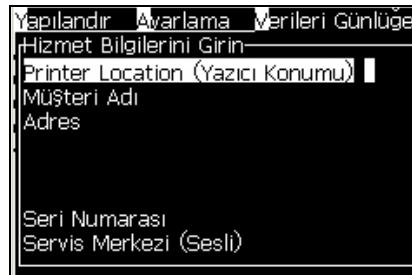 Yapılandır Ayarlama Verileri Günlüğe
Hizmet Bilgilerini Girin
Printer Location (Yazıcı Konumu)
Müşteri Adı
Adres
Seri Numarası
Servis Merkezi (Sesli)